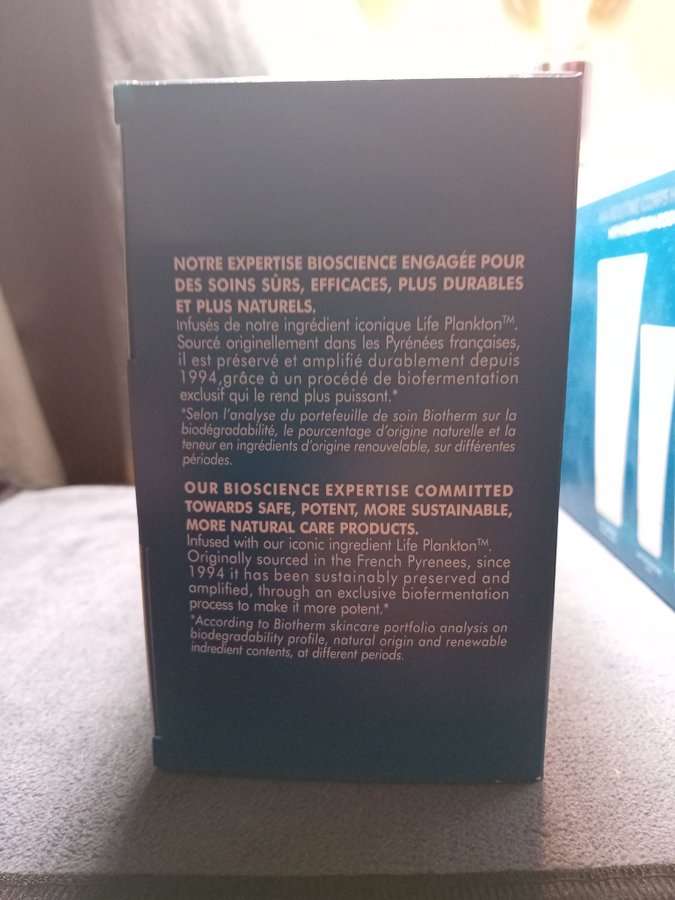 NOTRE EXPERTISE BIOSCIENCE ENGAGÉE POUR
DES SOINS SÛRS, EFFICACES, PLUS DURABLES
ET PLUS NATURELS.
Infusés de notre ingrédient iconique Life Plankton™.
Sourcé originellement dans les Pyrénées françaises,
il est préservé et amplifié durablement depuis
1994,grâce à un procédé de biofermentation
exclusif qui le rend plus puissant.*
*Selon l'analyse du portefeuille de soin Biotherm sur la
biodégradabilité, le pourcentage d'origine naturelle et la
teneur en ingrédients d'origine renouvelable, sur différentes
périodes.
OUR BIOSCIENCE EXPERTISE COMMITTED
TOWARDS SAFE, POTENT, MORE SUSTAINABLE,
MORE NATURAL CARE PRODUCTS.
Infused with our iconic ingredient Life Plankton™.
Originally sourced in the French Pyrenees, since
1994 it has been sustainably preserved and
amplified, through an exclusive biofermentation
process to make it more potent.*
*According to Biotherm skincare portfolio analysis on
biodegradability profile, natural origin and renewable
indredient contents, at different periods.